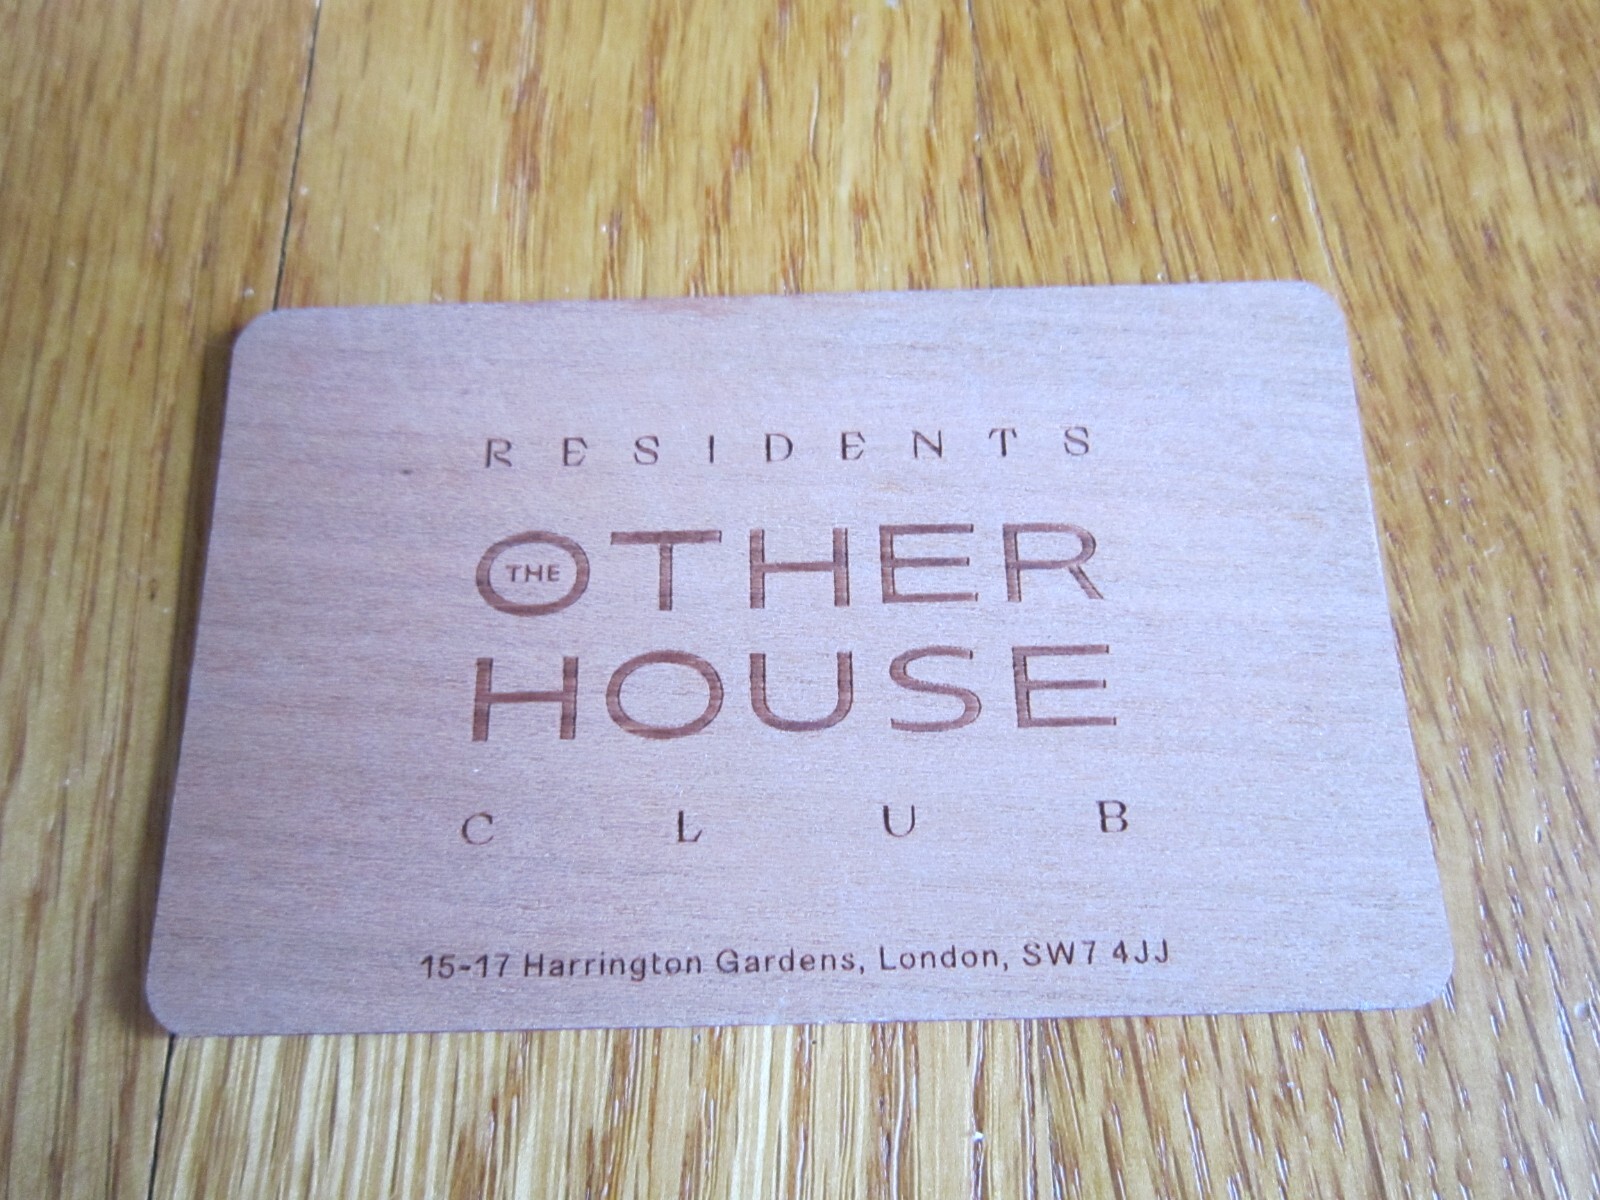 RESIDENTS
THE OTHER
HOUSE
CLUB
15-17 Harrington Gardens, London, SW7 4JJ